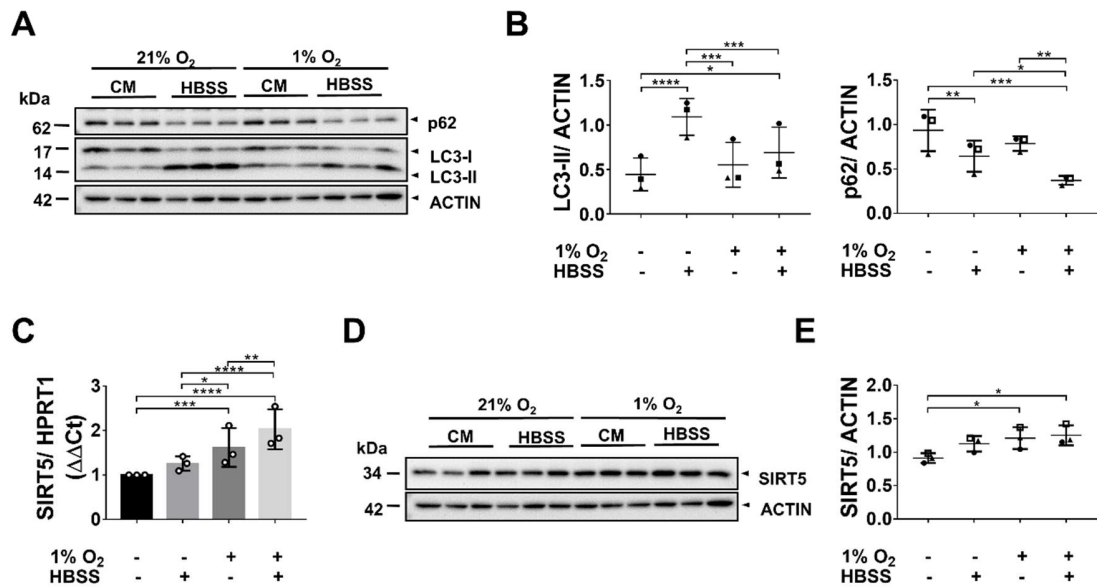 A
21% O2 1% O2
CM HBSS CM HBSS
kDa
62 p62
17 LC3-I
14 LC3-II
42 ACTIN
B
LC3-II/ ACTIN
1.5
1.0
0.5
0.0
*
****
***
***
1% O2 - - + +
HBSS - + - +
p62/ ACTIN
1.5
1.0
0.5
0.0
**
***
*
**
1% O2 - - + +
HBSS - + - +
C
SIRT5/ HPRT1
(ΔΔCt)
3
2
1
0
**
****
*
****
***
1% O2 - - + +
HBSS - + - +
D
21% O2 1% O2
CM HBSS CM HBSS
kDa
34 SIRT5
42 ACTIN
E
SIRT5/ ACTIN
2.0
1.5
1.0
0.5
0.0
*
*
1% O2 - - + +
HBSS - + - +